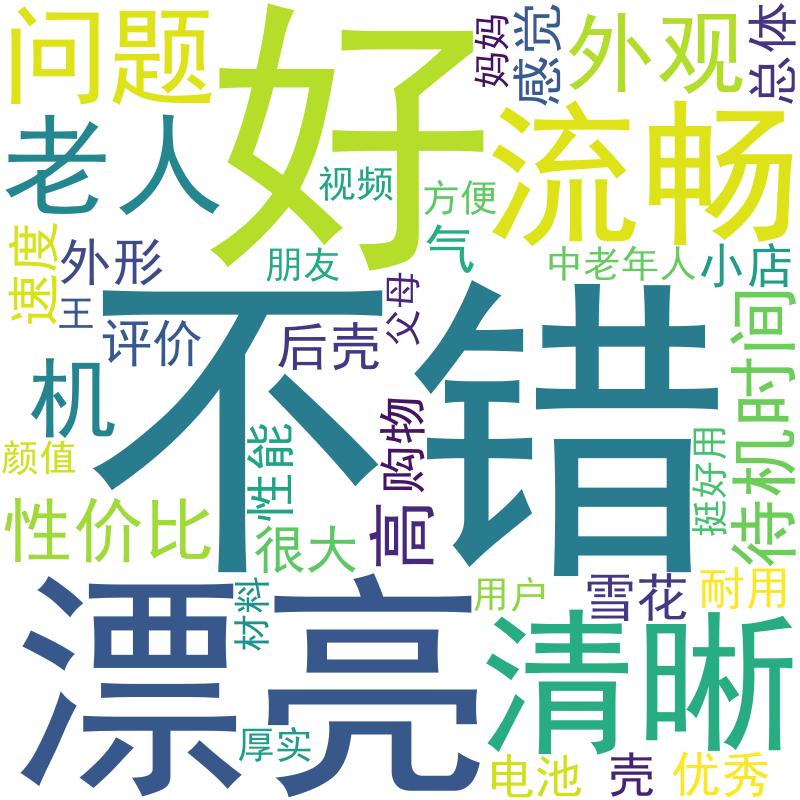 问题
好
妈妈
感觉
外观
总体
老人
流畅
视频
方便
速度
外形
朋友
气
中老年人
小店
王
评价
后壳
父母
不错
待机时间
机
购物
颜值
性能
挺好用
性价比
很大
高
漂亮
材料
用户
雪花
耐用
清晰
厚实
电池
壳
优秀